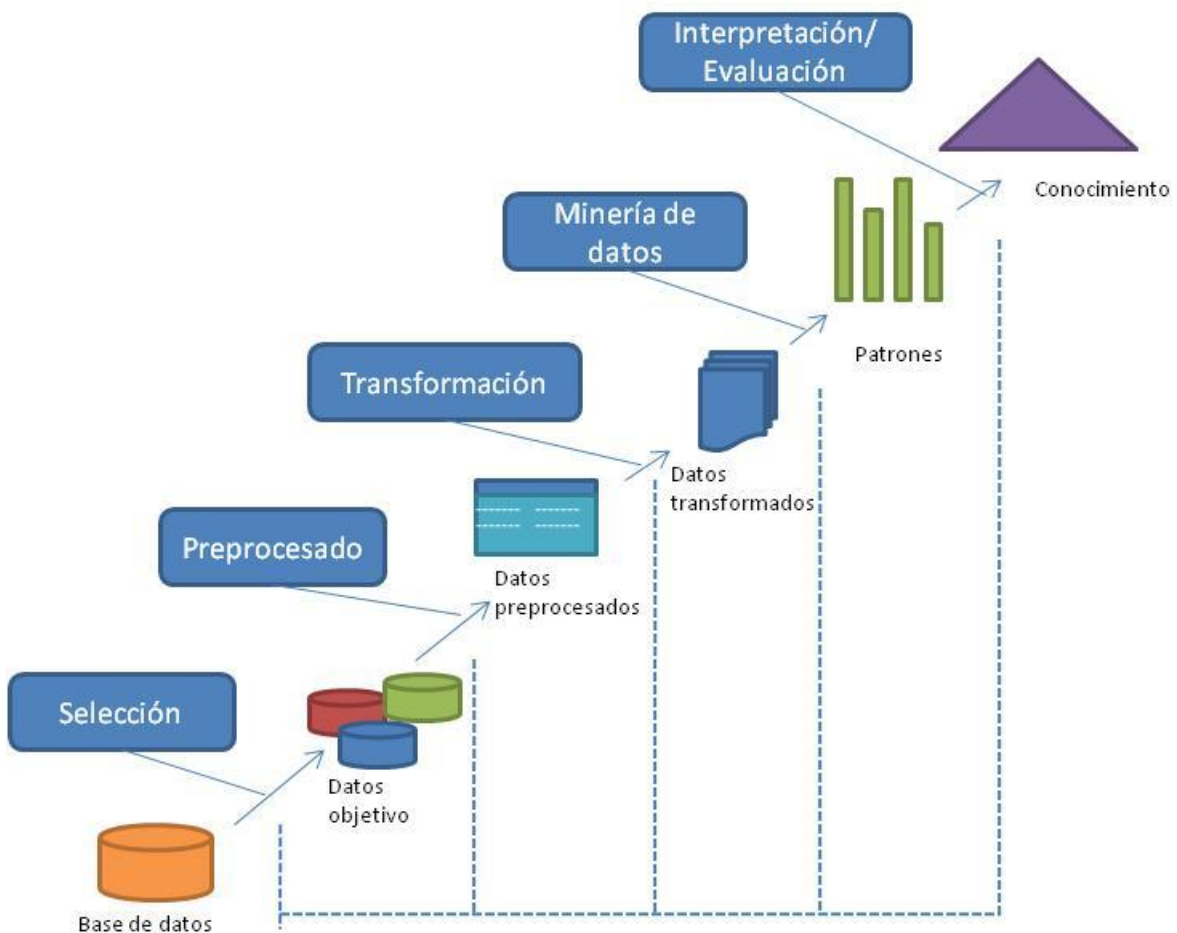 Interpretación/
Evaluación
Conocimiento
Minería de
datos
Patrones
Transformación
Datos
transformados
Preprocesado
Datos
preprocesados
Selección
Datos
objetivo
Base de datos